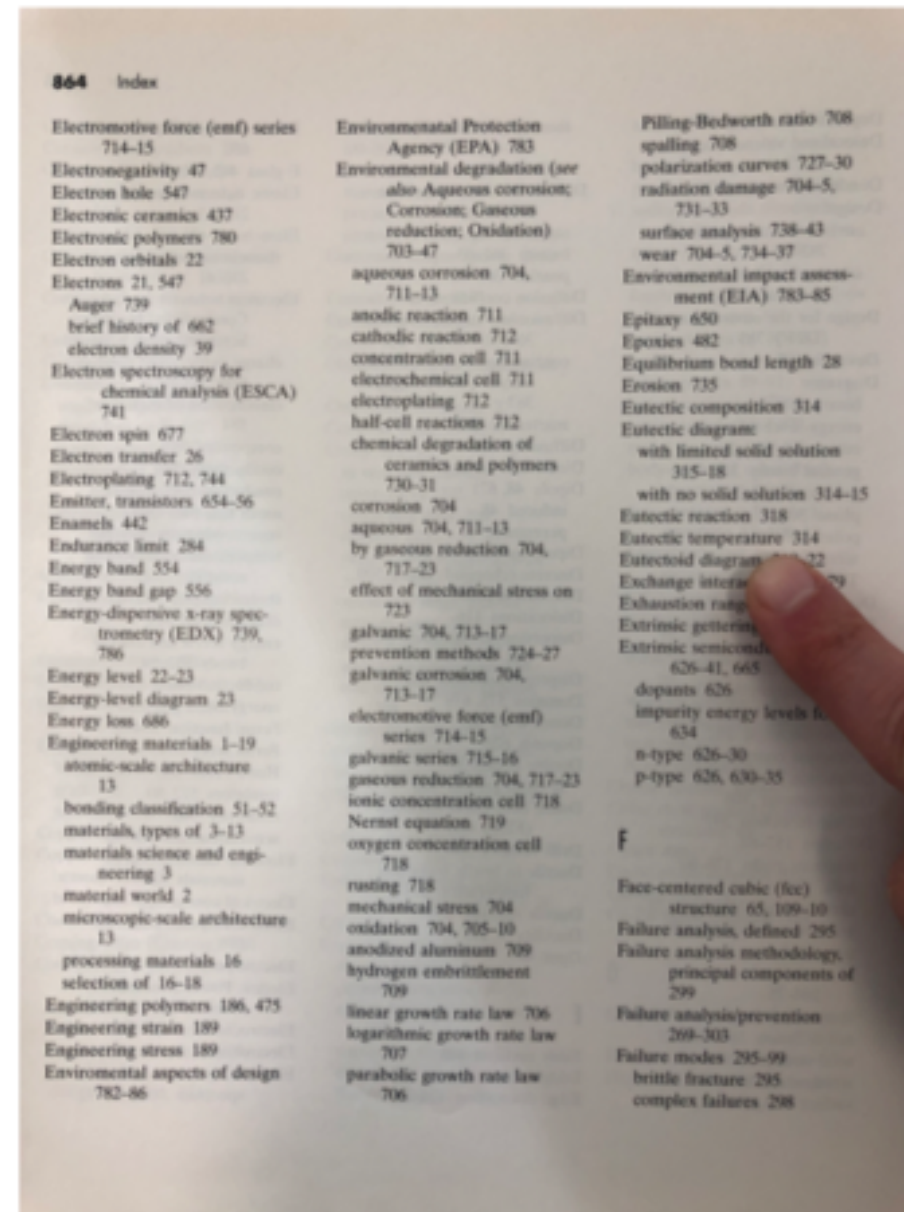 864 Index
Electromotive force (emf) series
714–15
Electronegativity 47
Electron hole 547
Electronic ceramics 437
Electronic polymers 780
Electron orbitals 22
Electrons 21, 547
Auger 739
brief history of 662
electron density 39
Electron spectroscopy for
chemical analysis (ESCA)
741
Electron spin 677
Electron transfer 26
Electroplating 712, 744
Emitter, transistors 654–56
Enamels 442
Endurance limit 284
Energy band 554
Energy band gap 556
Energy-dispersive x-ray spec-
trometry (EDX) 739,
786
Energy level 22–23
Energy-level diagram 23
Energy loss 686
Engineering materials 1–19
atomic-scale architecture
13
bonding classification 51–52
materials, types of 3–13
materials science and engi-
neering 3
material world 2
microscopic-scale architecture
13
processing materials 16
selection of 16–18
Engineering polymers 186, 475
Engineering strain 189
Engineering stress 189
Enviromental aspects of design
782–86
Environmenatal Protection
Agency (EPA) 783
Environmental degradation (see
also Aqueous corrosion;
Corrosion; Gaseous
reduction; Oxidation)
703–47
aqueous corrosion 704,
711–13
anodic reaction 711
cathodic reaction 712
concentration cell 711
electrochemical cell 711
electroplating 712
half-cell reactions 712
chemical degradation of
ceramics and polymers
730–31
corrosion 704
aqueous 704, 711–13
by gaseous reduction 704,
717–23
effect of mechanical stress on
723
galvanic 704, 713–17
prevention methods 724–27
galvanic corrosion 704,
713–17
electromotive force (emf)
series 714–15
galvanic series 715–16
gaseous reduction 704, 717–23
ionic concentration cell 718
Nernst equation 719
oxygen concentration cell
718
rusting 718
mechanical stress 704
oxidation 704, 705–10
anodized aluminum 709
hydrogen embrittlement
709
linear growth rate law 706
logarithmic growth rate law
707
parabolic growth rate law
706
Pilling-Bedworth ratio 708
spalling 708
polarization curves 727–30
radiation damage 704–5,
731–33
surface analysis 738–43
wear 704–5, 734–37
Environmental impact assess-
ment (EIA) 783–85
Epitaxy 650
Epoxies 482
Equilibrium bond length 28
Erosion 735
Eutectic composition 314
Eutectic diagram:
with limited solid solution
315–18
with no solid solution 314–15
Eutectic reaction 318
Eutectic temperature 314
Eutectoid diagram
Exchange
Exhaustion
Extrinsic gettering
Extrinsic
626–41, 665
dopants 626
impurity energy levels
634
n-type 626–30
p-type 626, 630–35
F
Face-centered cubic (fcc)
structure 65, 109–10
Failure analysis, defined 295
Failure analysis methodology,
principal components of
299
Failure analysis/prevention
269–303
Failure modes 295–99
brittle fracture 295
complex failures 298